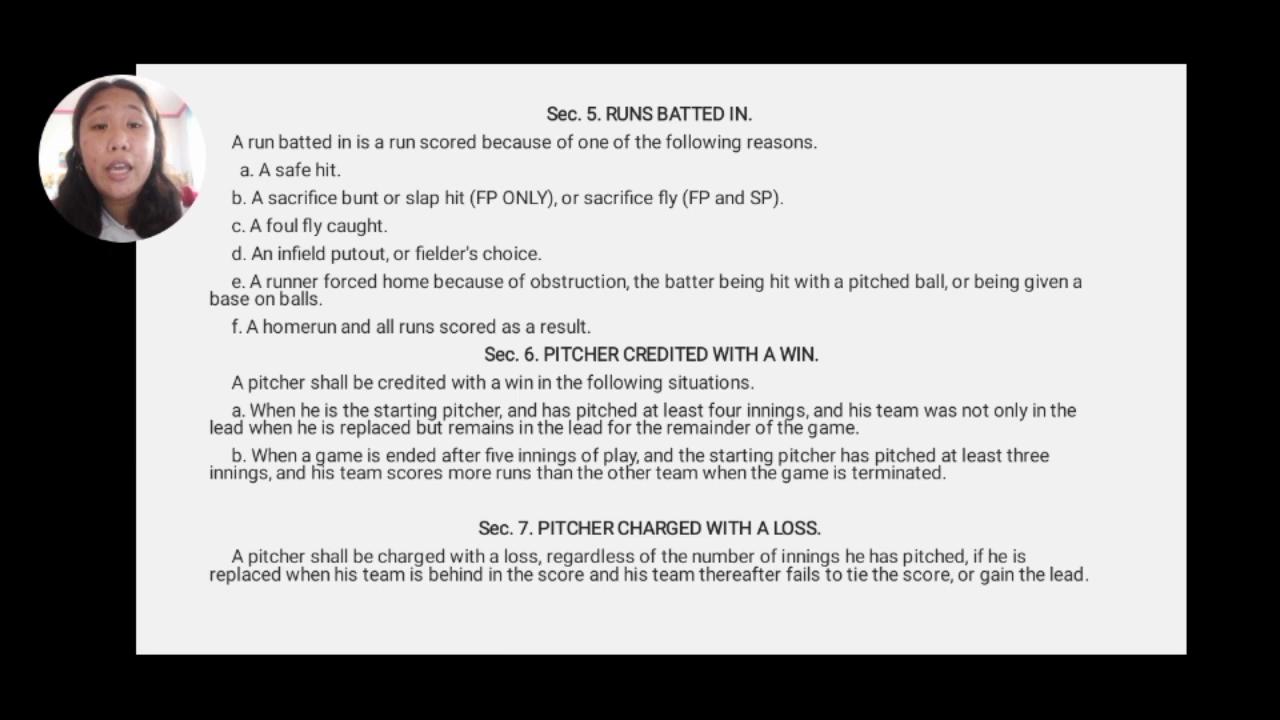 Sec. 5. RUNS BATTED IN.
A run batted in is a run scored because of one of the following reasons.
a. A safe hit.
b. A sacrifice bunt or slap hit (FP ONLY), or sacrifice fly (FP and SP).
c. A foul fly caught.
d. An infield putout, or fielder's choice.
e. A runner forced home because of obstruction, the batter being hit with a pitched ball, or being given a
base on balls.
f. A homerun and all runs scored as a result.
Sec. 6. PITCHER CREDITED WITH A WIN.
A pitcher shall be credited with a win in the following situations.
a. When he is the starting pitcher, and has pitched at least four innings, and his team was not only in the
lead when he is replaced but remains in the lead for the remainder of the game.
b. When a game is ended after five innings of play, and the starting pitcher has pitched at least three
innings, and his team scores more runs than the other team when the game is terminated.
Sec. 7. PITCHER CHARGED WITH A LOSS.
A pitcher shall be charged with a loss, regardless of the number of innings he has pitched, if he is
replaced when his team is behind in the score and his team thereafter fails to tie the score, or gain the lead.